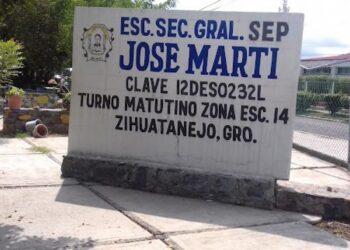 ESC. SEC. GRAL. SEP
JOSE MARTI
CLAVE 12DES0232L
TURNO MATUTINO ZONA ESC. 14
ZIHUATANEJO, GRO.